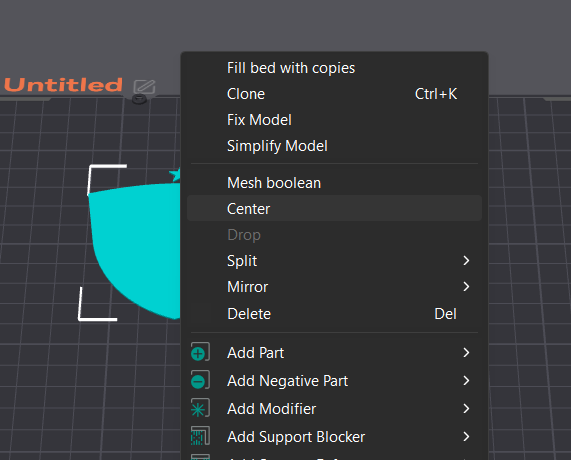 Untitled
Fill bed with copies
Clone Ctrl+K
Fix Model
Simplify Model
Mesh boolean
Center
Drop
Split
Mirror
Delete Del
Add Part
Add Negative Part
Add Modifier
Add Support Blocker